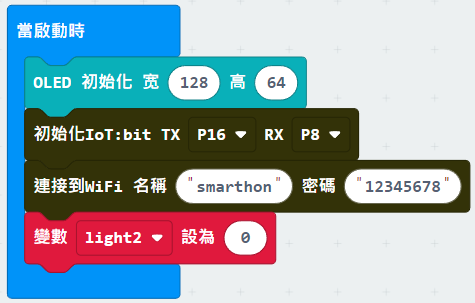 當啟動時
OLED 初始化 宽 128 高 64
初始化IoT:bit TX P16 RX P8
連接到WiFi 名稱 "smarthon" 密碼 "12345678"
變數 light2 設為 0